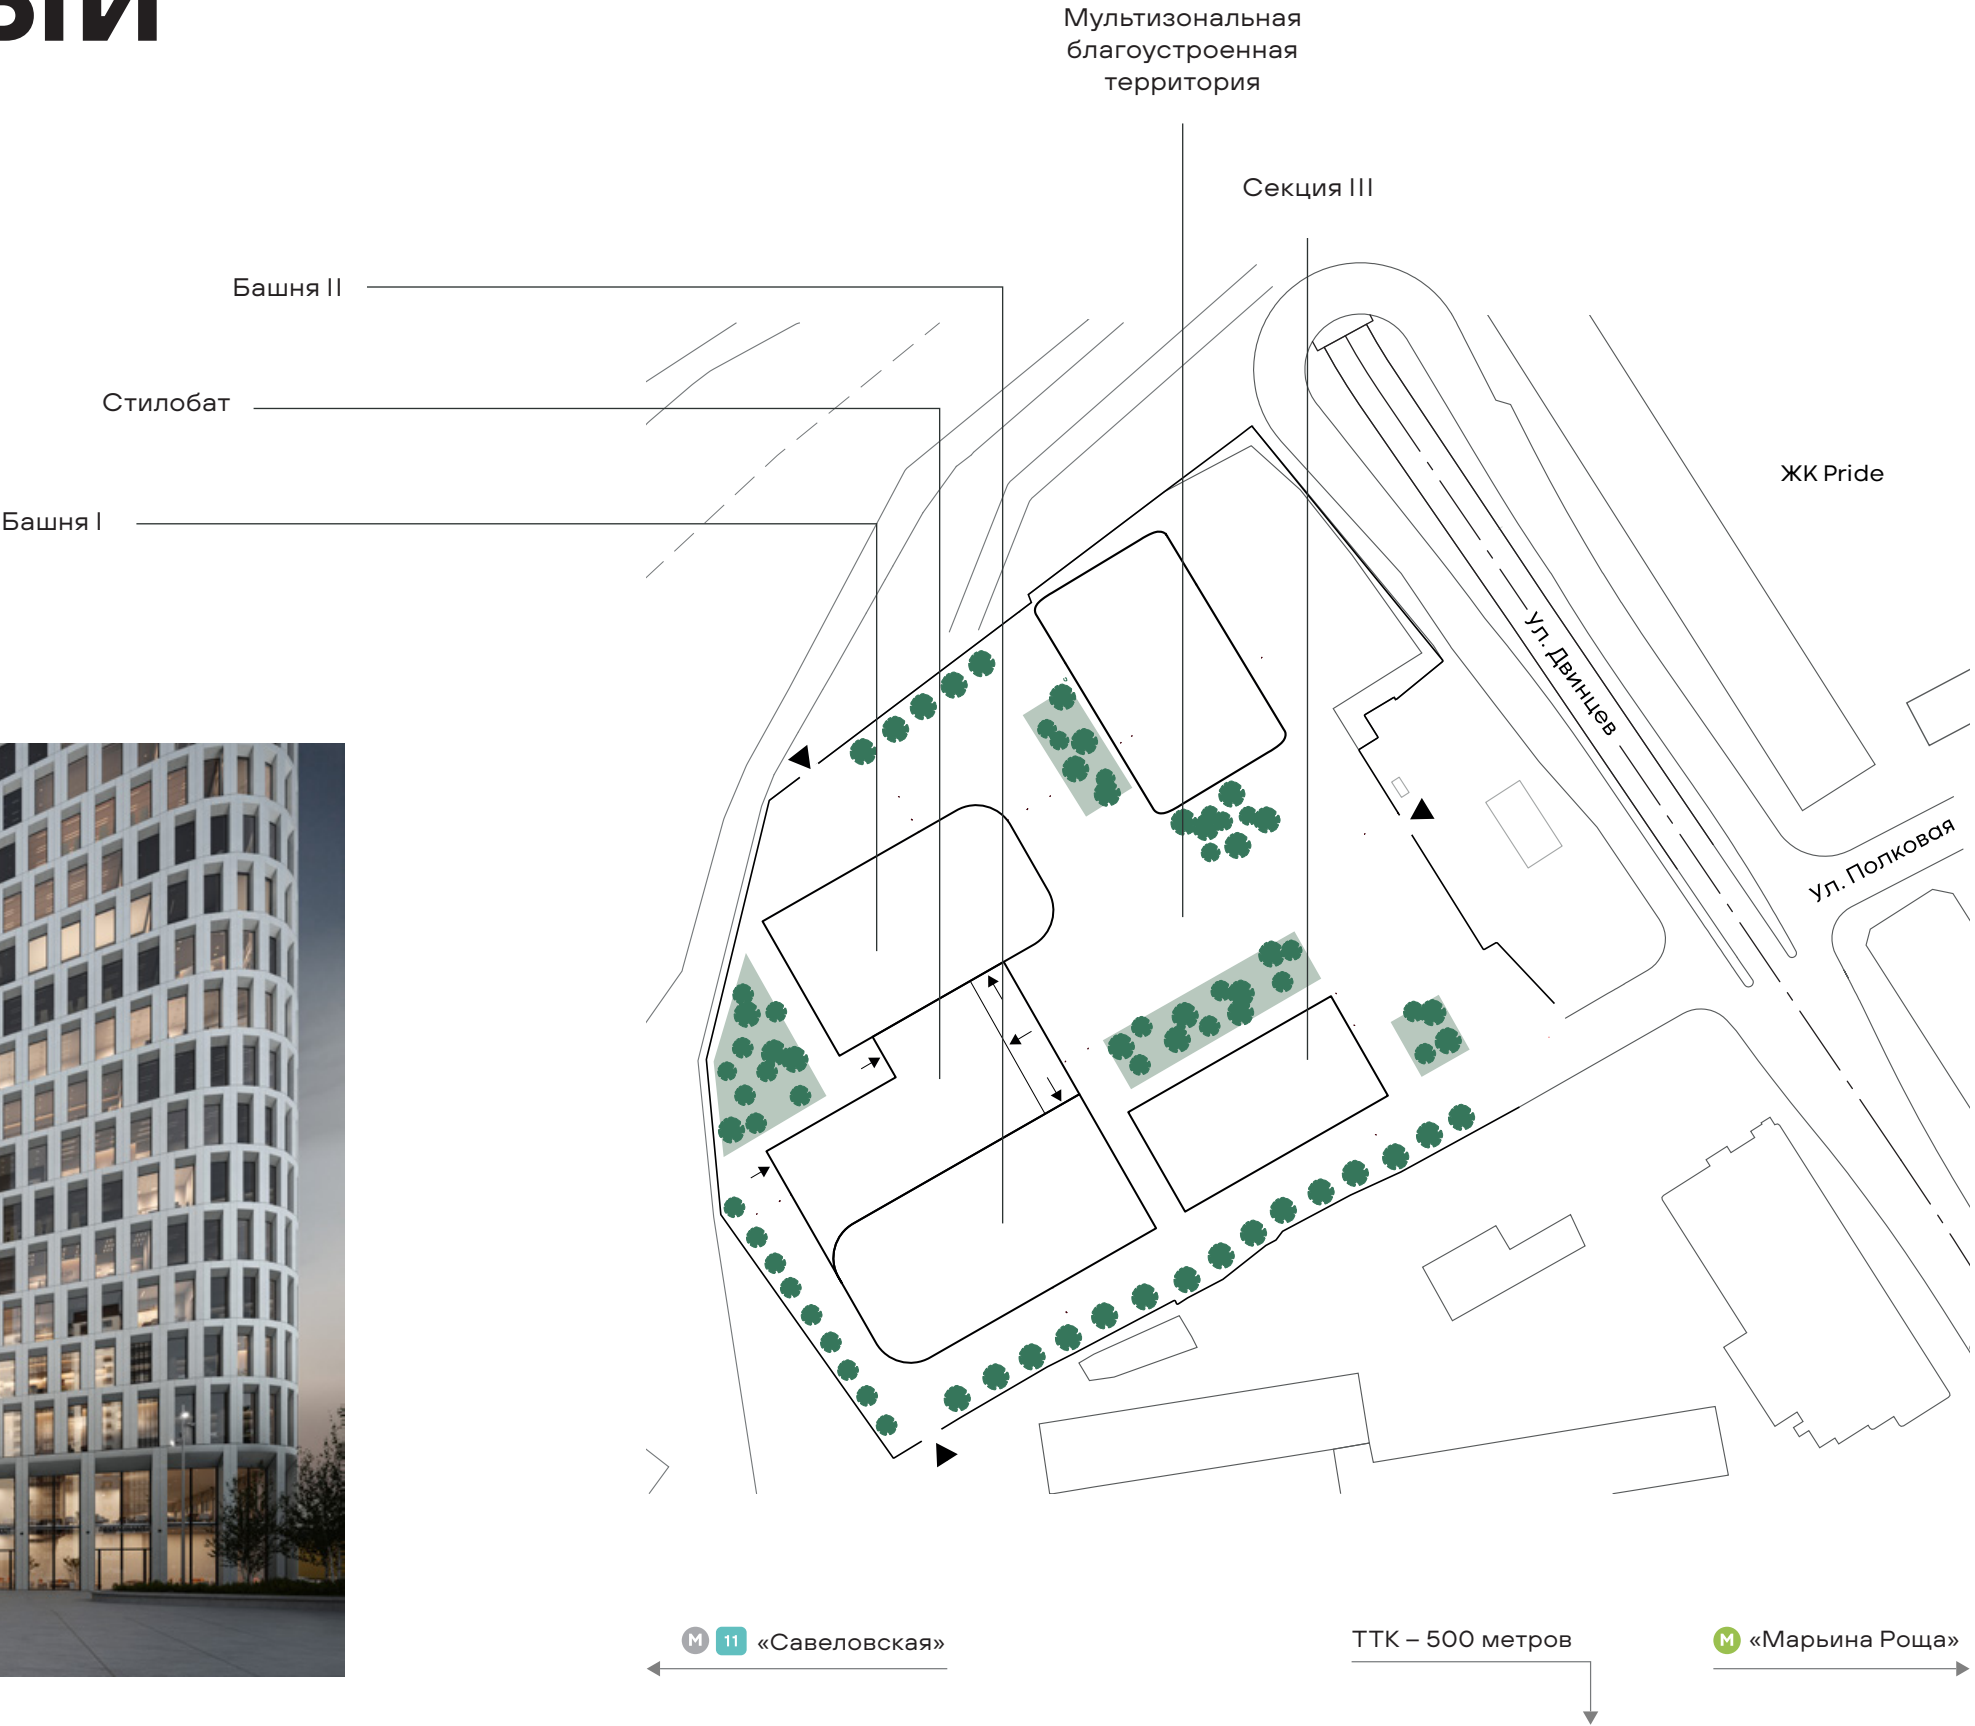 Мультизональная
благоустроенная
территория
Секция III
Башня II
Стилобат
Башня I
ЖК Pride
Ул. Двинцев
Ул. Полковая
М 11 «Савеловская»
ТТК – 500 метров
М «Марьина Роща»